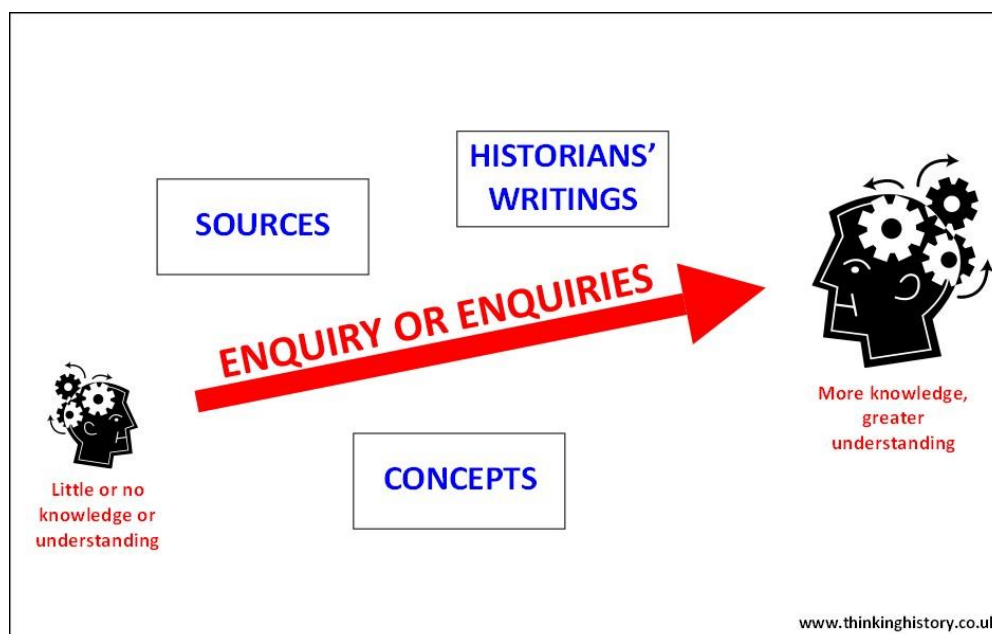 HISTORIANS’
WRITINGS
SOURCES
ENQUIRY OR ENQUIRIES
More knowledge,
greater
understanding
CONCEPTS
Little or no
knowledge or
understanding
www.thinkinghistory.co.uk